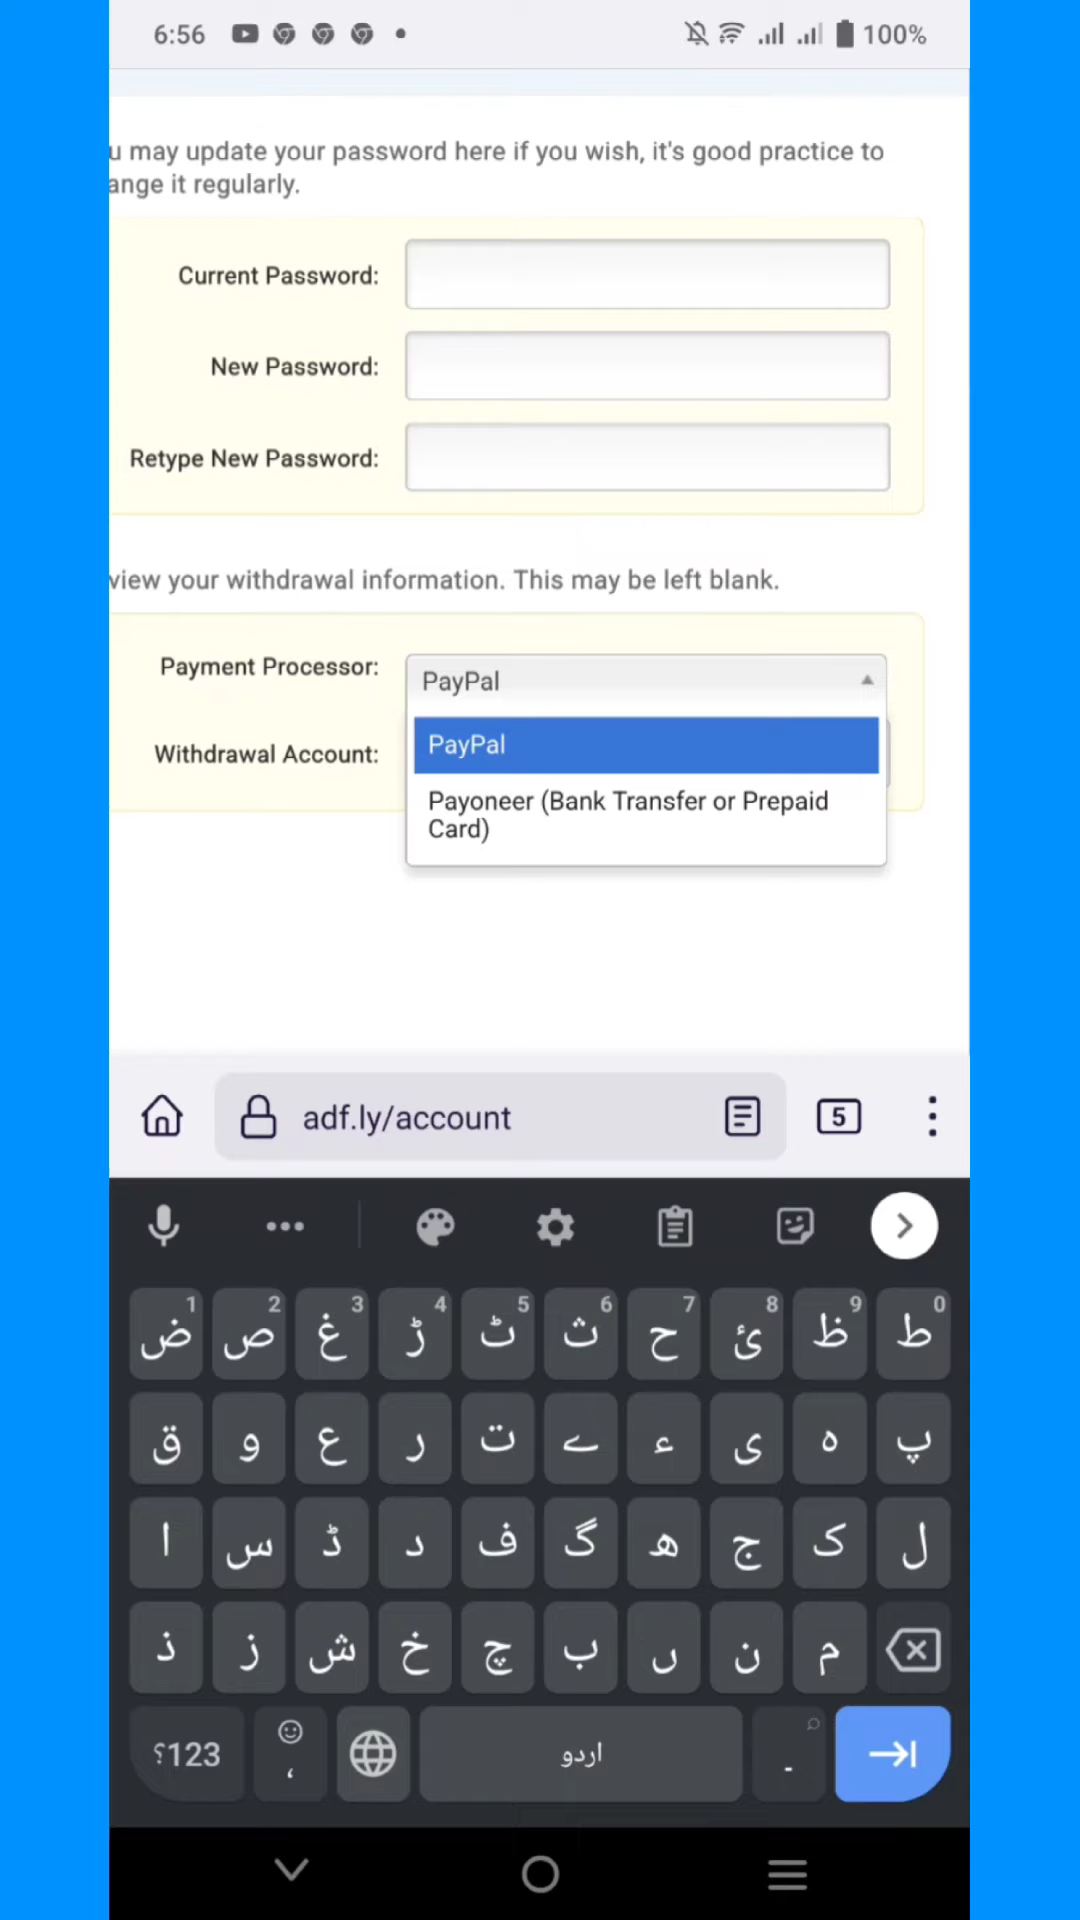 6:56
100%
u may update your password here if you wish, it's good practice to
ange it regularly.
Current Password:
New Password:
Retype New Password:
view your withdrawal information. This may be left blank.
Payment Processor:
PayPal
PayPal
Withdrawal Account:
Payoneer (Bank Transfer or Prepaid
Card)
adf.ly/account
5
1 2 3 4 5 6 7 8 9 0
ض ص غ ڑ ٹ ث ح ئ ظ ط
ق و ع ر ت ے ء ی ہ پ
ا س ڈ د ف گ ھ ج ک ل
ذ ز ش خ چ ب ں ن م
؟123
،
اردو
۔